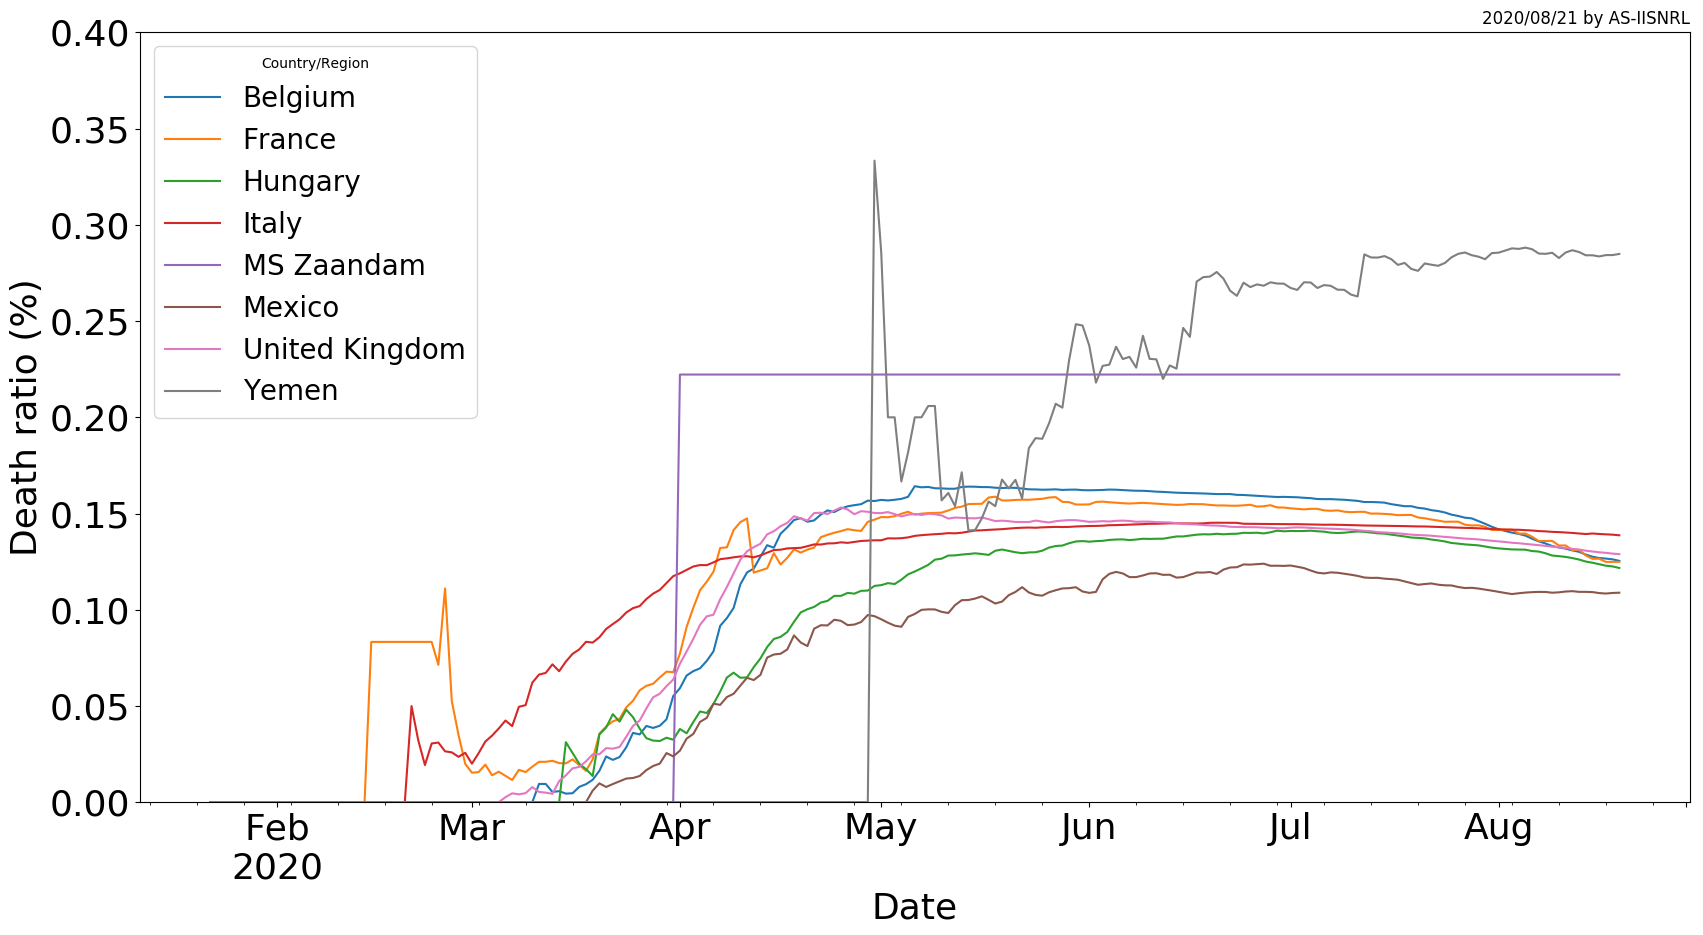 2020/08/21 by AS-IISNRL
0.40
0.35
0.30
0.25
0.20
0.15
0.10
0.05
0.00
Death ratio (%)
Country/Region
Belgium
France
Hungary
Italy
MS Zaandam
Mexico
United Kingdom
Yemen
Feb Mar Apr May Jun Jul Aug
2020
Date